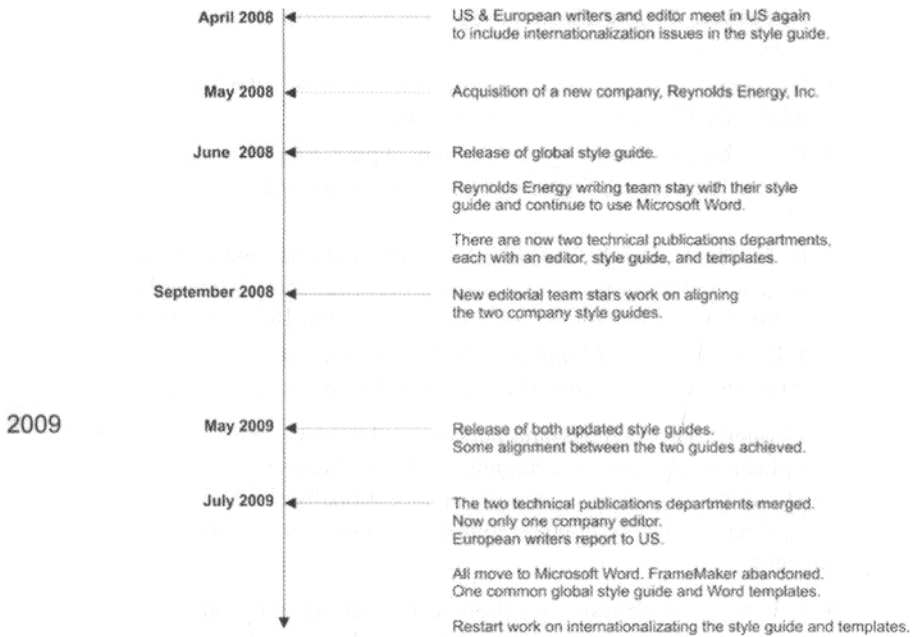 April 2008
US & European writers and editor meet in US again
to include internationalization issues in the style guide.
May 2008
Acquisition of a new company, Reynolds Energy, Inc.
June 2008
Release of global style guide.
Reynolds Energy writing team stay with their style
guide and continue to use Microsoft Word.
There are now two technical publications departments,
each with an editor, style guide, and templates.
September 2008
New editorial team stars work on aligning
the two company style guides.
2009
May 2009
Release of both updated style guides.
Some alignment between the two guides achieved.
July 2009
The two technical publications departments merged.
Now only one company editor.
European writers report to US.
All move to Microsoft Word. FrameMaker abandoned.
One common global style guide and Word templates.
Restart work on internationalizating the style guide and templates.